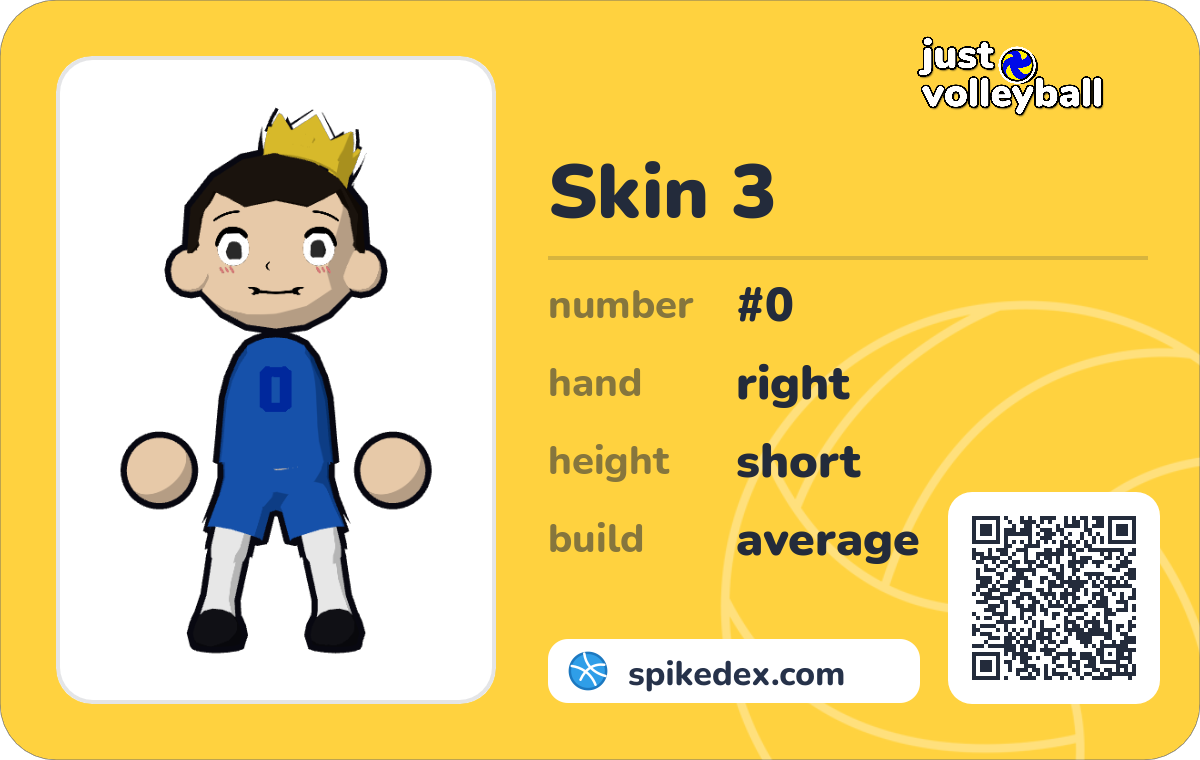 just
volleyball
Skin 3
number #0
hand right
height short
build average
spikedex.com
0